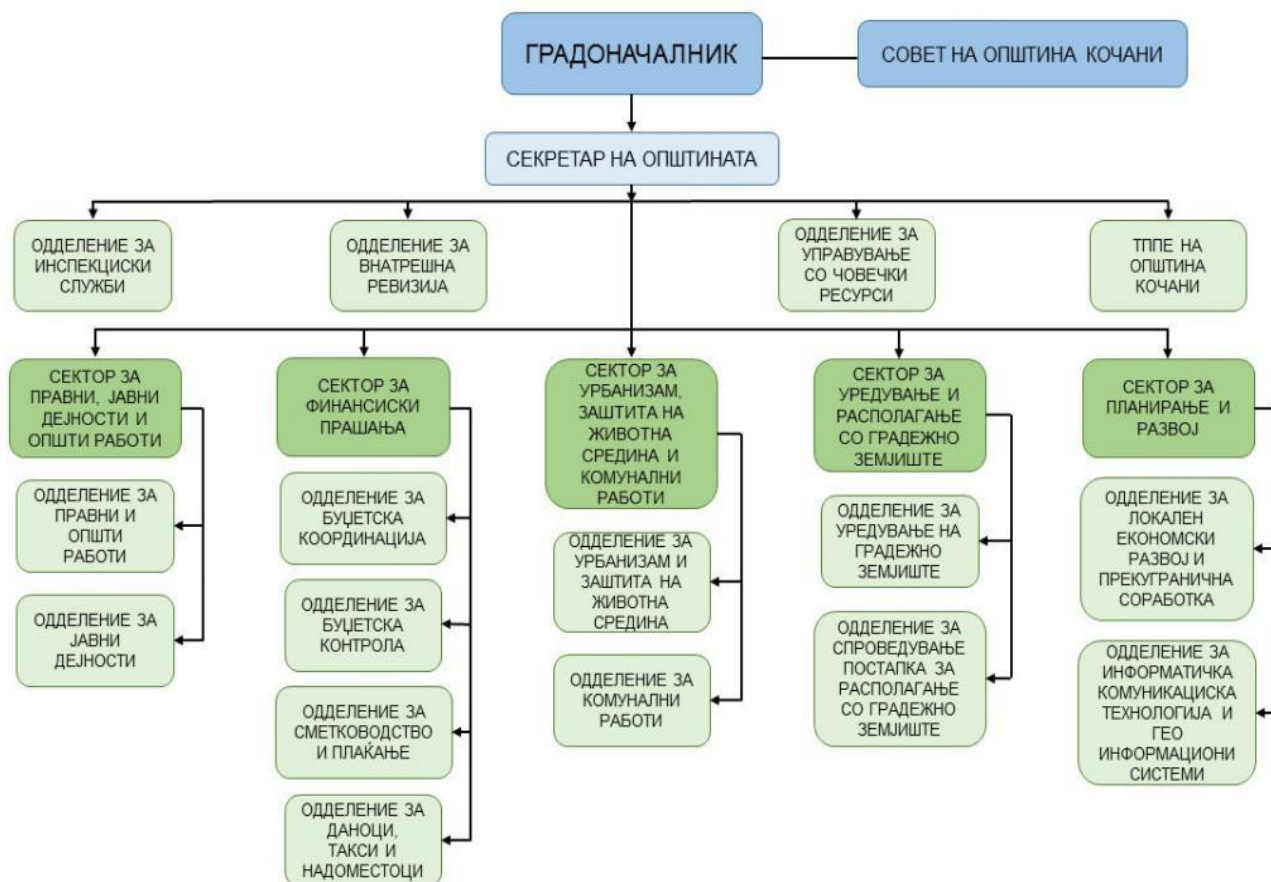 ГРАДОНАЧАЛНИК
СОВЕТ НА ОПШТИНА КОЧАНИ
СЕКРЕТАР НА ОПШТИНАТА
ОДДЕЛЕНИЕ ЗА
ИНСПЕКЦИСКИ
СЛУЖБИ
ОДДЕЛЕНИЕ ЗА
ВНАТРЕШНА
РЕВИЗИЈА
ОДДЕЛЕНИЕ ЗА
УПРАВУВАЊЕ
СО ЧОВЕЧКИ
РЕСУРСИ
ТППЕ НА
ОПШТИНА
КОЧАНИ
СЕКТОР ЗА
ПРАВНИ, ЈАВНИ
ДЕЈНОСТИ И
ОПШТИ РАБОТИ
ОДДЕЛЕНИЕ ЗА
ПРАВНИ И
ОПШТИ
РАБОТИ
ОДДЕЛЕНИЕ ЗА
ЈАВНИ
ДЕЈНОСТИ
СЕКТОР ЗА
ФИНАНСИСКИ
ПРАШАЊА
ОДДЕЛЕНИЕ ЗА
БУЏЕТСКА
КООРДИНАЦИЈА
ОДДЕЛЕНИЕ ЗА
БУЏЕТСКА
КОНТРОЛА
ОДДЕЛЕНИЕ ЗА
СМЕТКОВОДСТВО
И ПЛАЌАЊЕ
ОДДЕЛЕНИЕ ЗА
ДАНОЦИ,
ТАКСИ И
НАДОМЕСТОЦИ
СЕКТОР ЗА
УРБАНИЗАМ,
ЗАШТИТА НА
ЖИВОТНА
СРЕДИНА И
КОМУНАЛНИ
РАБОТИ
ОДДЕЛЕНИЕ ЗА
УРБАНИЗАМ И
ЗАШТИТА НА
ЖИВОТНА
СРЕДИНА
ОДДЕЛЕНИЕ ЗА
КОМУНАЛНИ
РАБОТИ
СЕКТОР ЗА
УРЕДУВАЊЕ И
РАСПОЛАГАЊЕ
СО ГРАДЕЖНО
ЗЕМЈИШТЕ
ОДДЕЛЕНИЕ ЗА
УРЕДУВАЊЕ НА
ГРАДЕЖНО
ЗЕМЈИШТЕ
ОДДЕЛЕНИЕ ЗА
СПРОВЕДУВАЊЕ
ПОСТАПКА ЗА
РАСПОЛАГАЊЕ
СО ГРАДЕЖНО
ЗЕМЈИШТЕ
СЕКТОР ЗА
ПЛАНИРАЊЕ И
РАЗВОЈ
ОДДЕЛЕНИЕ ЗА
ЛОКАЛЕН
ЕКОНОМСКИ
РАЗВОЈ И
ПРЕКУГРАНИЧНА
СОРАБОТКА
ОДДЕЛЕНИЕ ЗА
ИНФОРМАТИЧКА
КОМУНИКАЦИСКА
ТЕХНОЛОГИЈА И
ГЕО
ИНФОРМАЦИОНИ
СИСТЕМИ